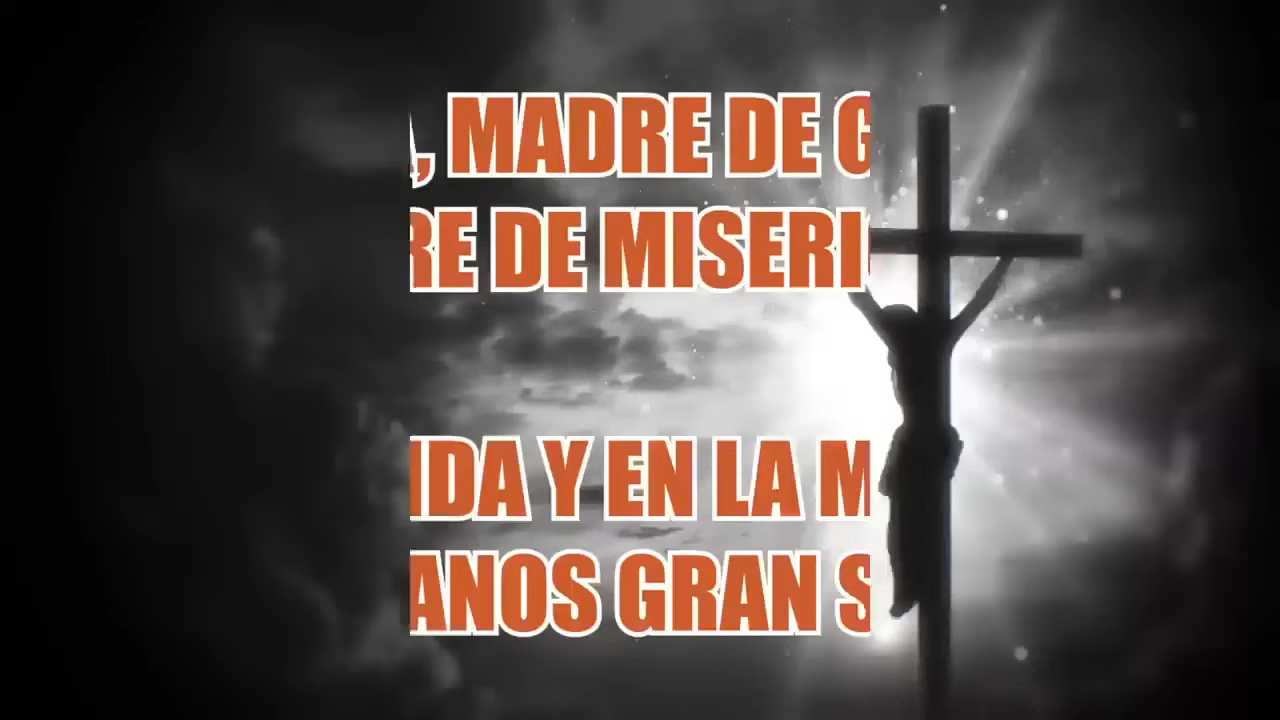 , MADRE DE G
RE DE MISERI
IDA Y EN LA M
ANOS GRAN S